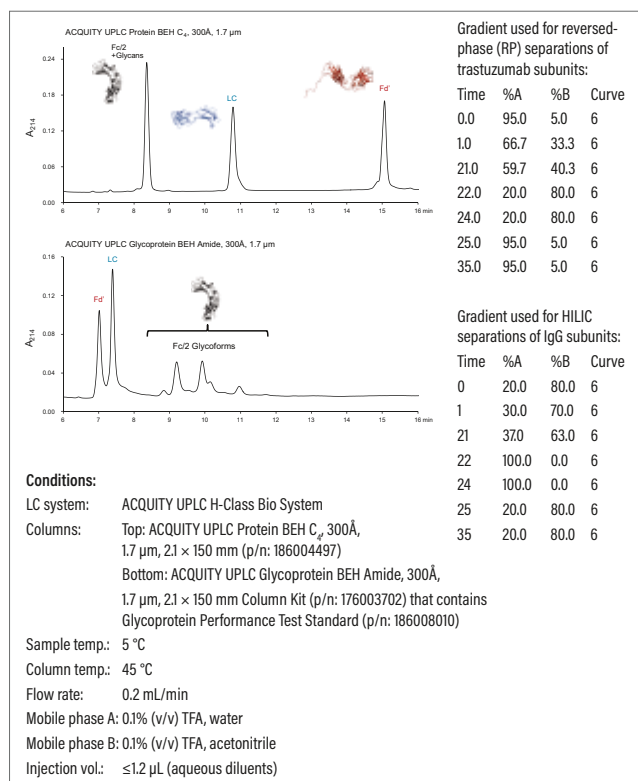 ACQUITY UPLC Protein BEH C₄, 300Å, 1.7 µm
Fc/2
+Glycans
LC
Fd'
0.24
0.18
0.12
0.06
0.00
A₂₁₄
6 7 8 9 10 11 12 13 14 15 16 min
ACQUITY UPLC Glycoprotein BEH Amide, 300Å, 1.7 µm
LC
Fd'
Fc/2 Glycoforms
0.16
0.12
0.08
0.04
0.00
A₂₁₄
6 7 8 9 10 11 12 13 14 15 16 min
Gradient used for reversed-
phase (RP) separations of
trastuzumab subunits:
Time %A %B Curve
0.0 95.0 5.0 6
1.0 66.7 33.3 6
21.0 59.7 40.3 6
22.0 20.0 80.0 6
24.0 20.0 80.0 6
25.0 95.0 5.0 6
35.0 95.0 5.0 6
Gradient used for HILIC
separations of IgG subunits:
Time %A %B Curve
0 20.0 80.0 6
1 30.0 70.0 6
21 37.0 63.0 6
22 100.0 0.0 6
24 100.0 0.0 6
25 20.0 80.0 6
35 20.0 80.0 6
Conditions:
LC system: ACQUITY UPLC H-Class Bio System
Columns: Top: ACQUITY UPLC Protein BEH C₄, 300Å,
1.7 µm, 2.1 × 150 mm (p/n: 186004497)
Bottom: ACQUITY UPLC Glycoprotein BEH Amide, 300Å,
1.7 µm, 2.1 × 150 mm Column Kit (p/n: 176003702) that contains
Glycoprotein Performance Test Standard (p/n: 186008010)
Sample temp.: 5 °C
Column temp.: 45 °C
Flow rate: 0.2 mL/min
Mobile phase A: 0.1% (v/v) TFA, water
Mobile phase B: 0.1% (v/v) TFA, acetonitrile
Injection vol.: ≤1.2 µL (aqueous diluents)